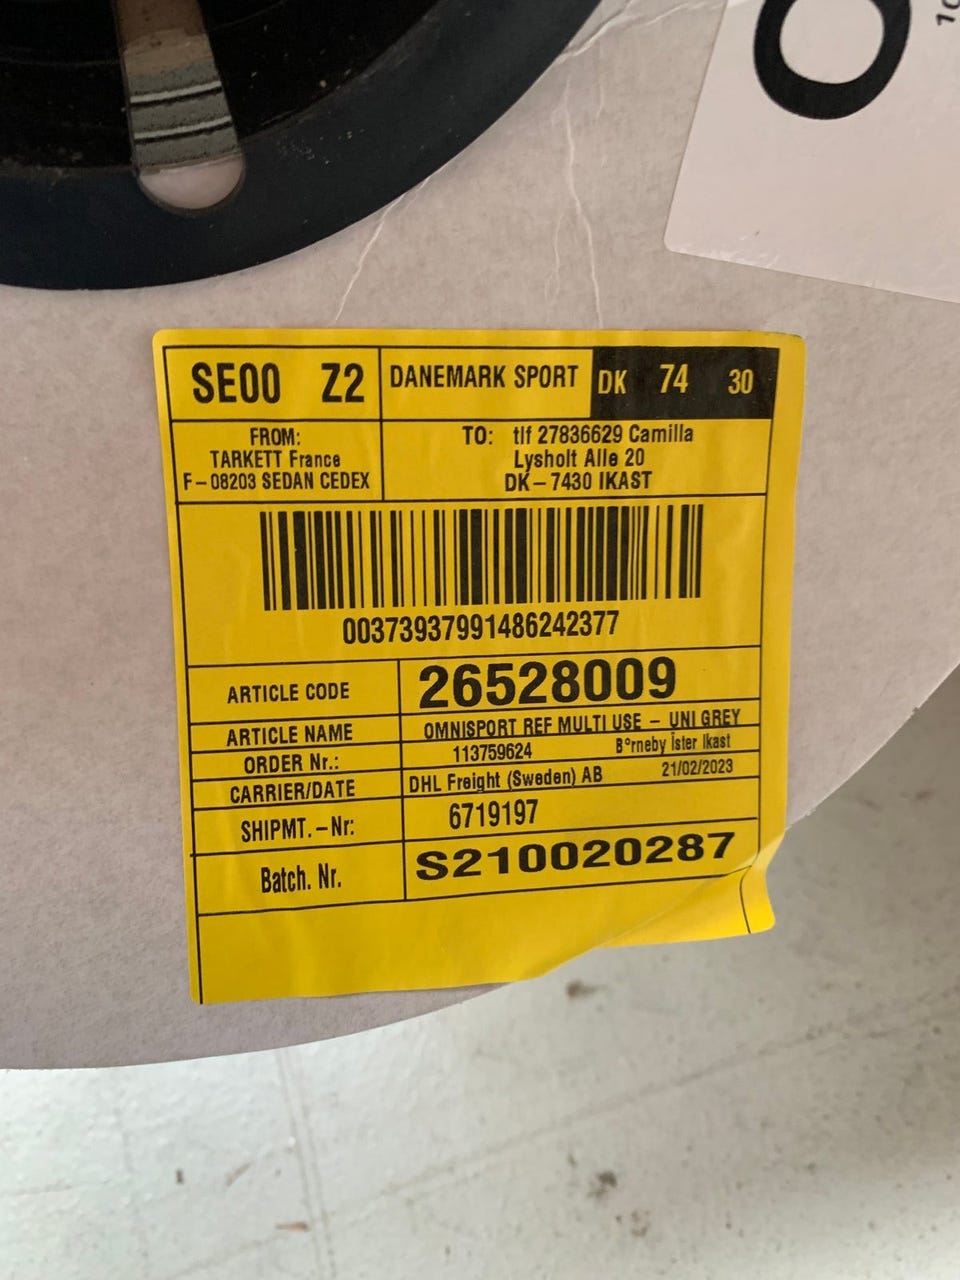 SE00 Z2 DANEMARK SPORT DK 74 30
FROM:
TARKETT France
F-08203 SEDAN CEDEX
TO: tlf 27836629 Camilla
Lysholt Alle 20
DK-7430 IKAST
00373937991486242377
ARTICLE CODE 26528009
ARTICLE NAME OMNISPORT REF MULTI USE - UNI GREY
ORDER Nr.: 113759624 B°rneby Ïster Ikast
CARRIER/DATE DHL Freight (Sweden) AB 21/02/2023
SHIPMT.-Nr: 6719197
Batch. Nr. S210020287